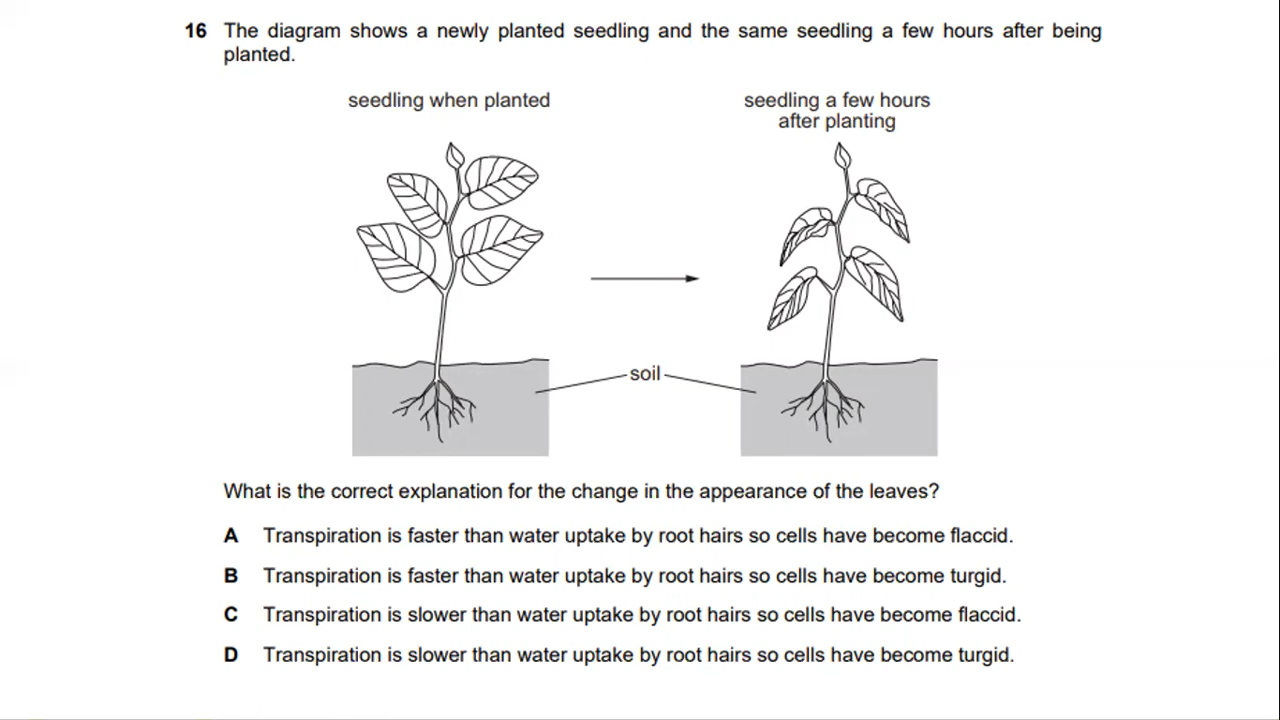 16 The diagram shows a newly planted seedling and the same seedling a few hours after being
planted.
seedling when planted
seedling a few hours
after planting
soil
What is the correct explanation for the change in the appearance of the leaves?
A Transpiration is faster than water uptake by root hairs so cells have become flaccid.
B Transpiration is faster than water uptake by root hairs so cells have become turgid.
C Transpiration is slower than water uptake by root hairs so cells have become flaccid.
D Transpiration is slower than water uptake by root hairs so cells have become turgid.